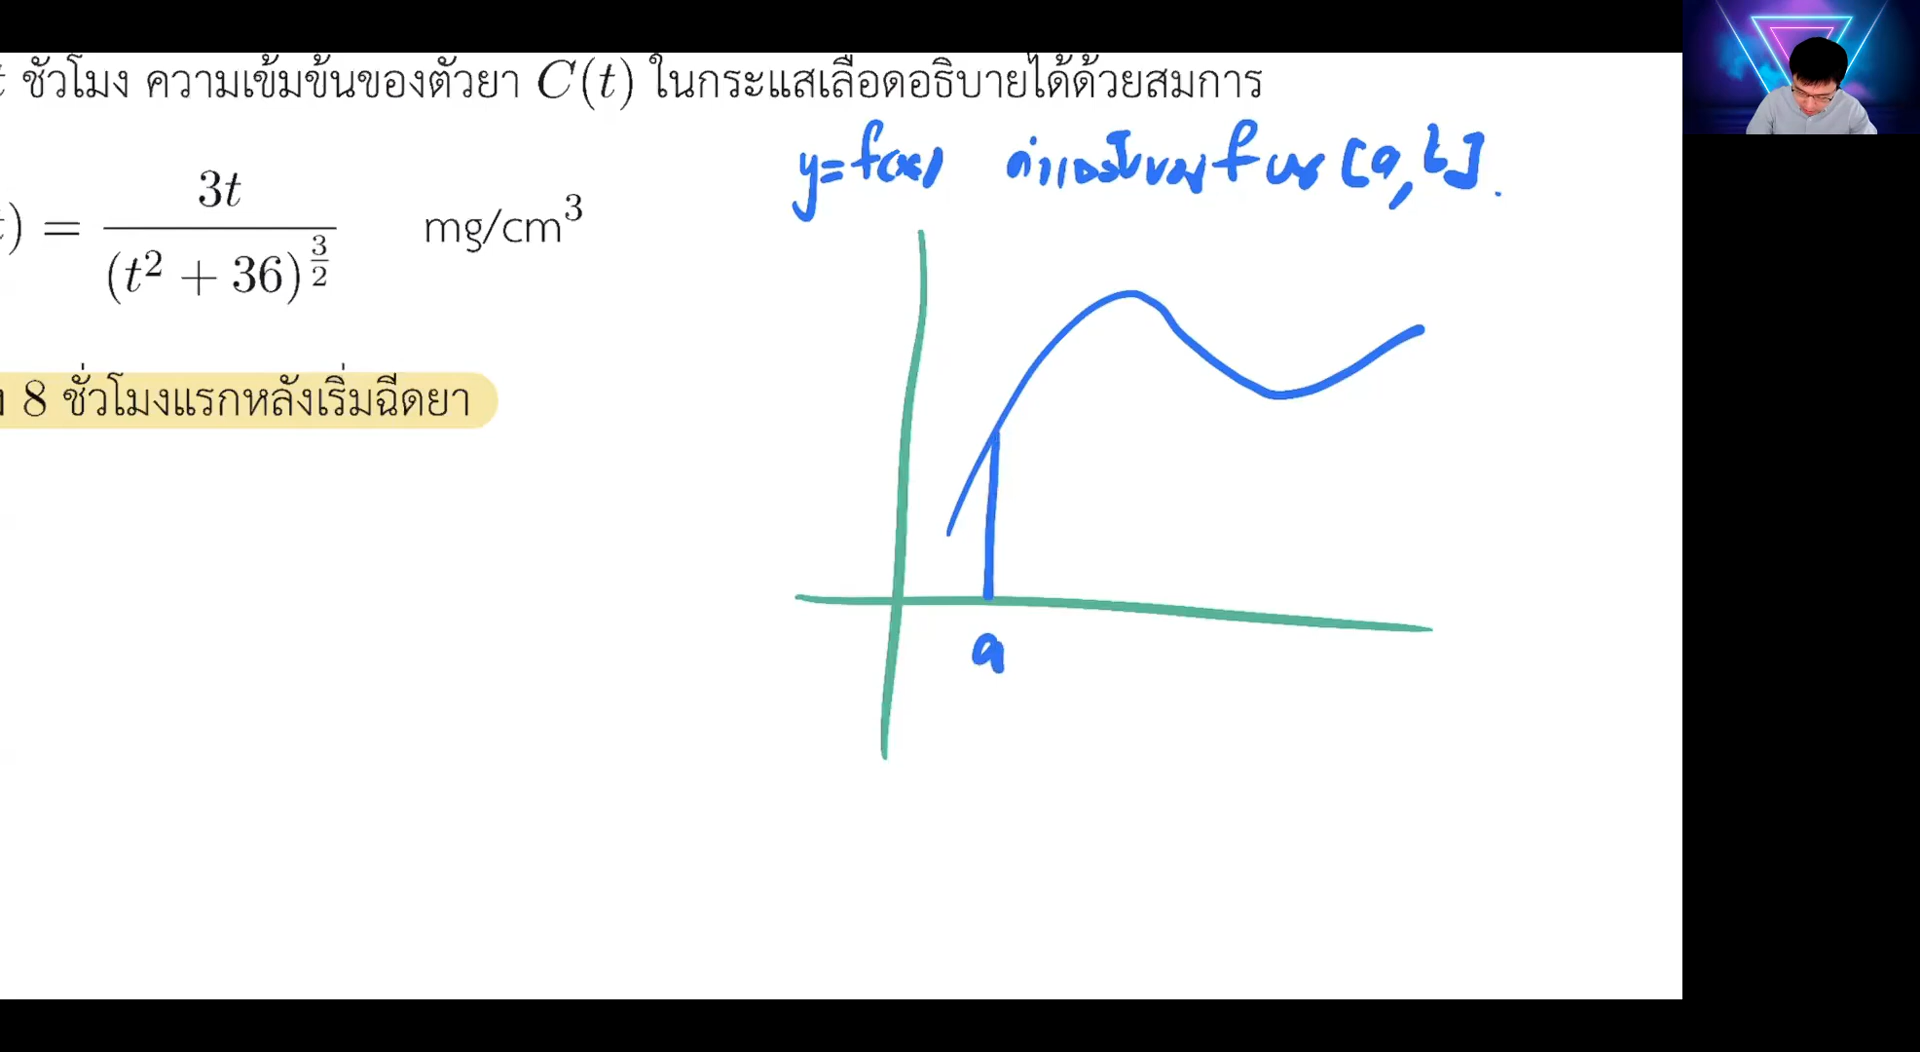 t ชั่วโมง ความเข้มข้นของตัวยา C(t) ในกระแสเลือดอธิบายได้ด้วยสมการ
y=f(x) ค่าเฉลี่ยของ f บน [a, b].
t) = 3t / (t² + 36)^(3/2) mg/cm³
8 ชั่วโมงแรกหลังเริ่มฉีดยา
a